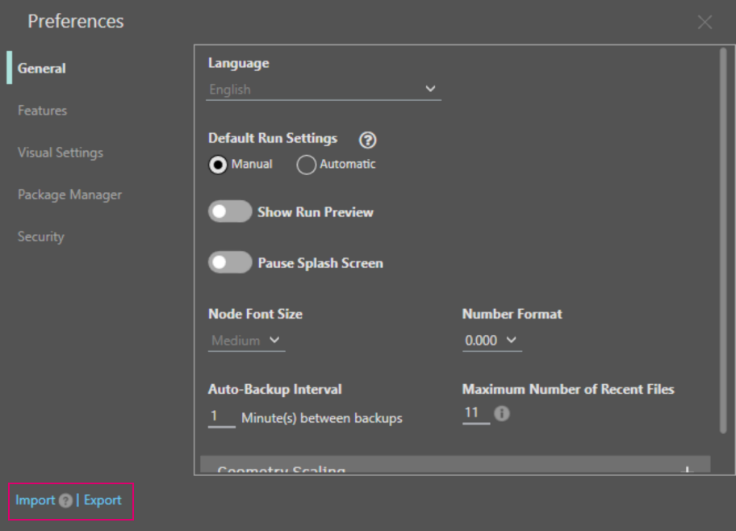 Preferences
General
Features
Visual Settings
Package Manager
Security
Language
English
Default Run Settings ?
Manual Automatic
Show Run Preview
Pause Splash Screen
Node Font Size Number Format
Medium 0.000
Auto-Backup Interval Maximum Number of Recent Files
1 Minute(s) between backups 11 i
Geometry Scaling +
Import ? | Export